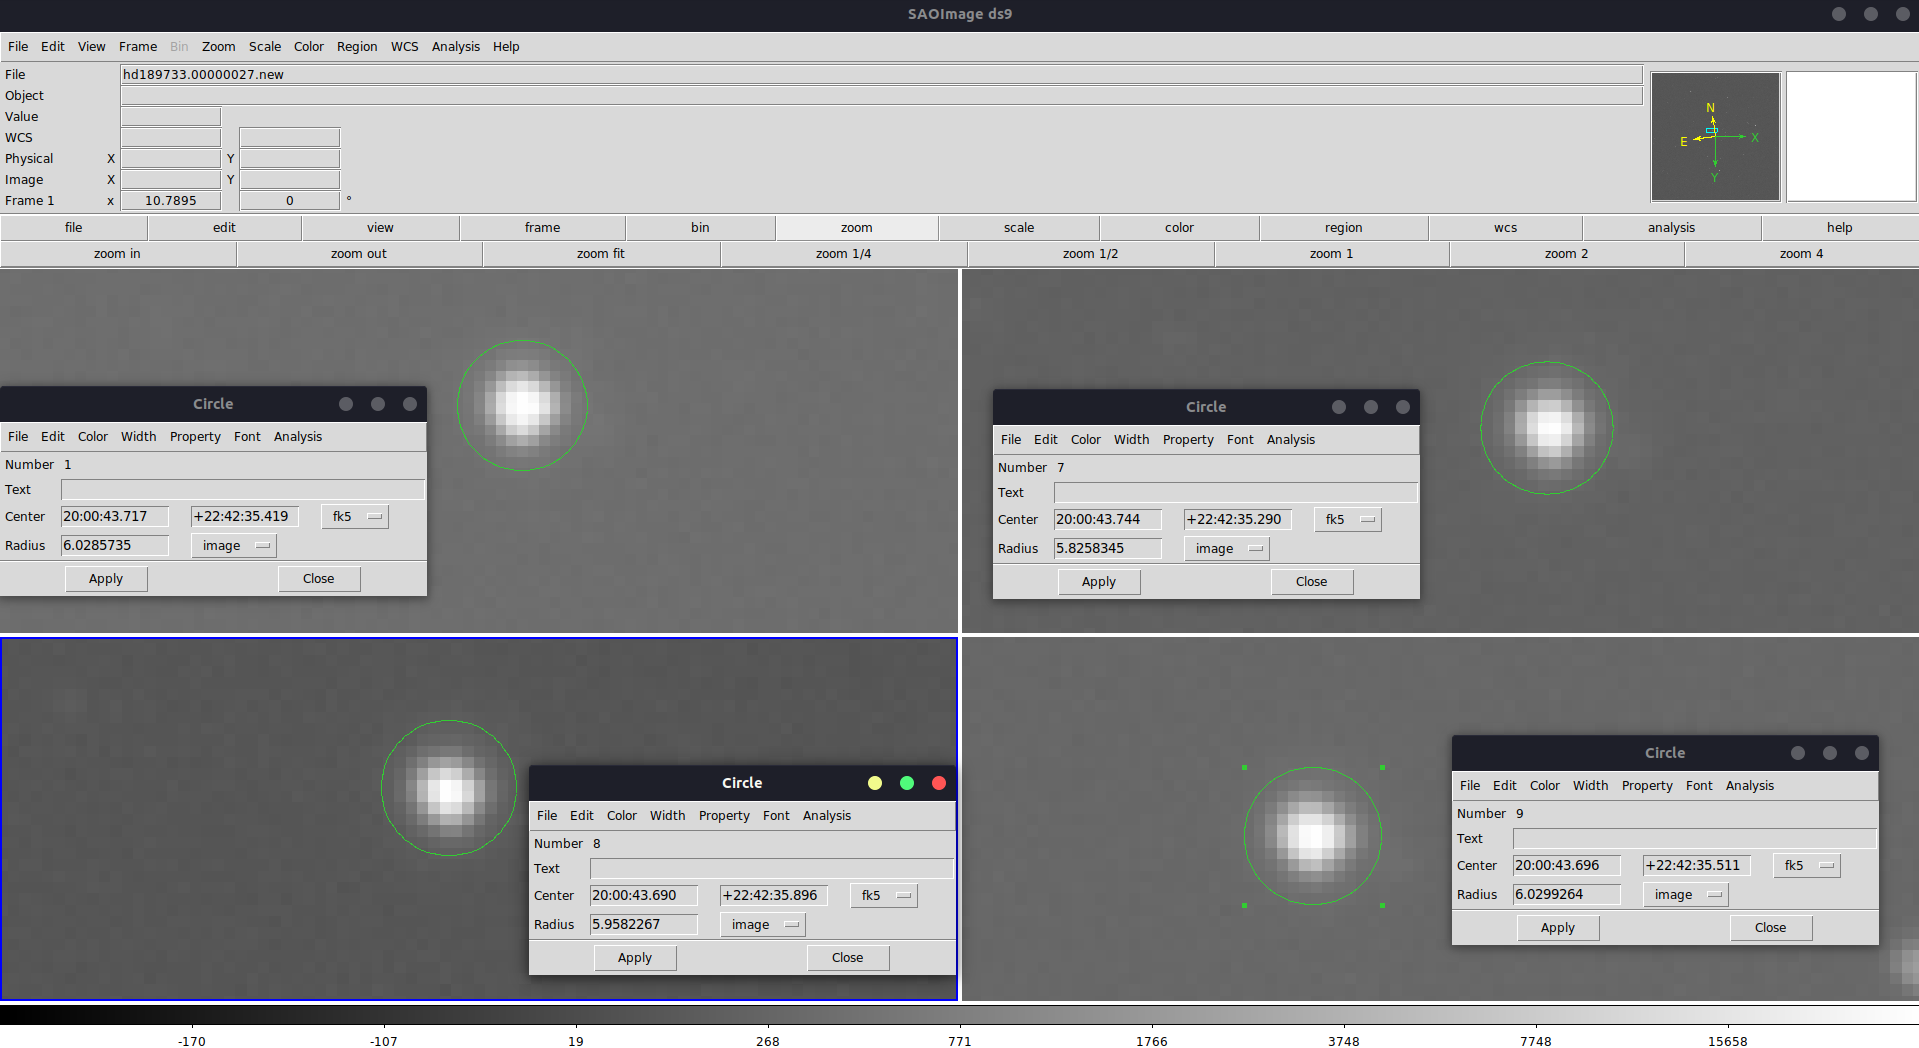 SAOImage ds9
File Edit View Frame Bin Zoom Scale Color Region WCS Analysis Help
File hd189733.00000027.new
Object
Value
WCS
Physical X Y
Image X Y
Frame 1 x 10.7895 0 °
N
E X
Y
file edit view frame bin zoom scale color region wcs analysis help
zoom in zoom out zoom fit zoom 1/4 zoom 1/2 zoom 1 zoom 2 zoom 4
Circle
File Edit Color Width Property Font Analysis
Number 1
Text
Center 20:00:43.717 +22:42:35.419 fk5
Radius 6.0285735 image
Apply Close
Circle
File Edit Color Width Property Font Analysis
Number 7
Text
Center 20:00:43.744 +22:42:35.290 fk5
Radius 5.8258345 image
Apply Close
Circle
File Edit Color Width Property Font Analysis
Number 8
Text
Center 20:00:43.690 +22:42:35.896 fk5
Radius 5.9582267 image
Apply Close
Circle
File Edit Color Width Property Font Analysis
Number 9
Text
Center 20:00:43.696 +22:42:35.511 fk5
Radius 6.0299264 image
Apply Close
-170 -107 19 268 771 1766 3748 7748 15658